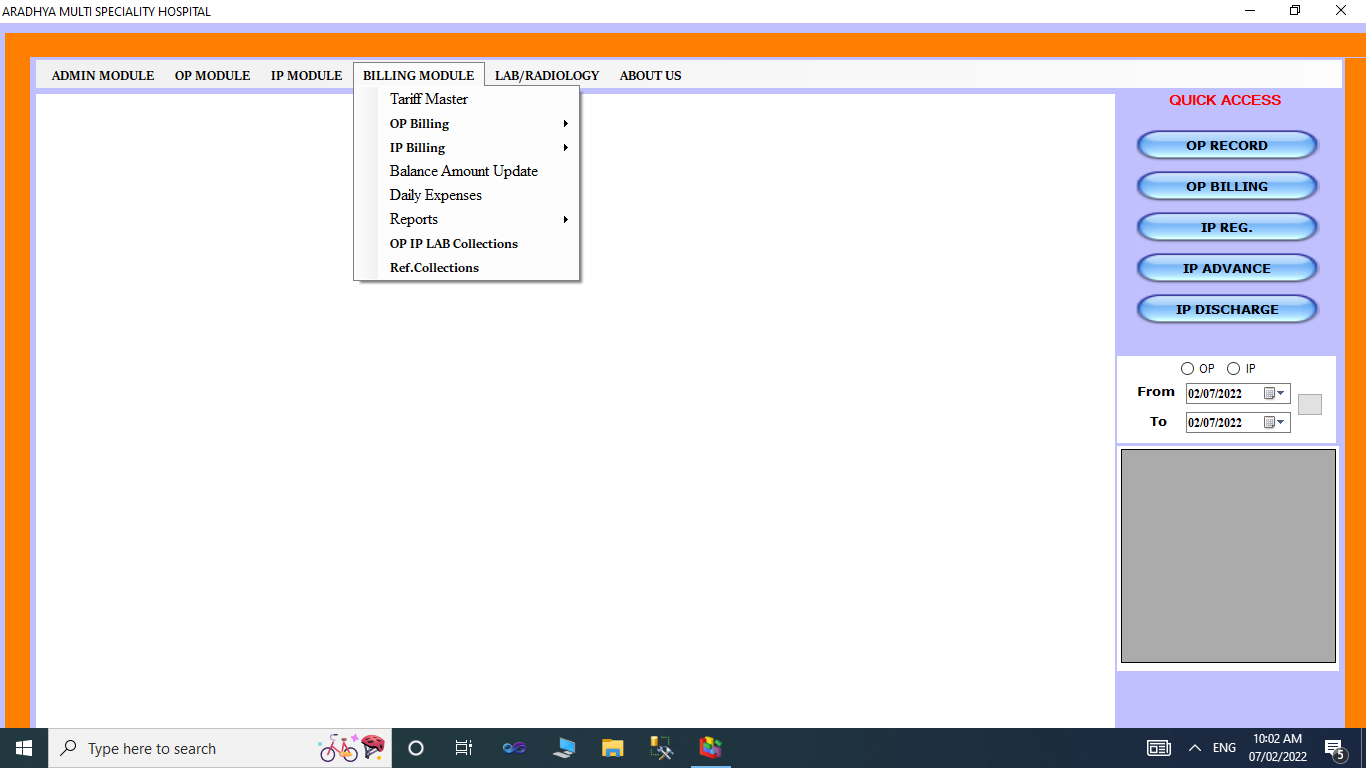 ARADHYA MULTI SPECIALITY HOSPITAL
ADMIN MODULE OP MODULE IP MODULE BILLING MODULE LAB/RADIOLOGY ABOUT US
Tariff Master
OP Billing
IP Billing
Balance Amount Update
Daily Expenses
Reports
OP IP LAB Collections
Ref.Collections
QUICK ACCESS
OP RECORD
OP BILLING
IP REG.
IP ADVANCE
IP DISCHARGE
OP IP
From 02/07/2022
To 02/07/2022
Type here to search
ENG
10:02 AM
07/02/2022
5